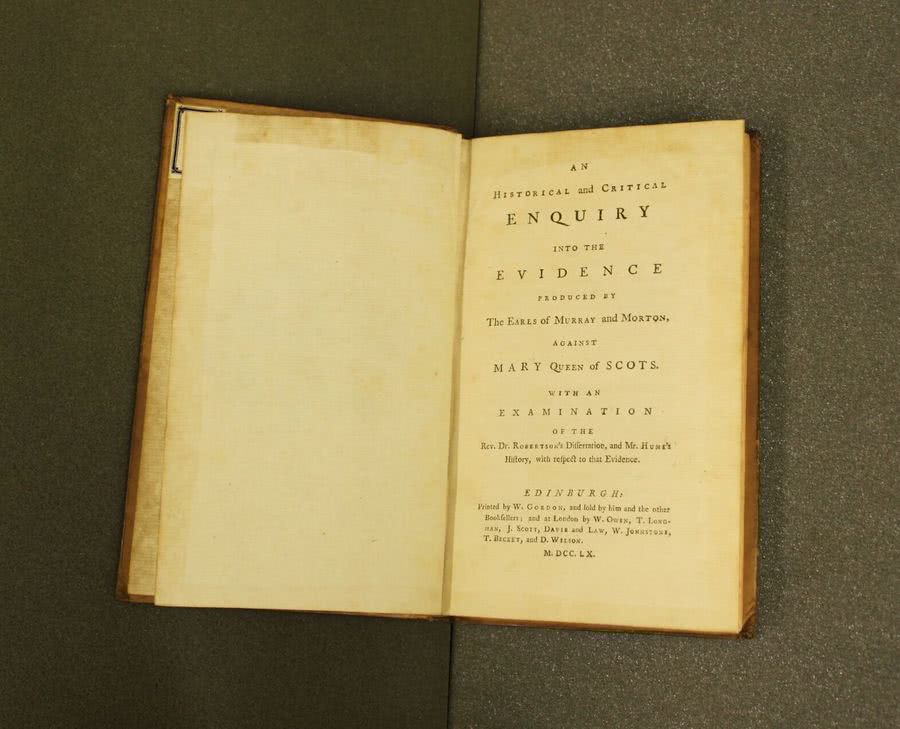 AN
HISTORICAL and CRITICAL
ENQUIRY
INTO THE
EVIDENCE
PRODUCED BY
The EARLS of MURRAY and MORTON,
AGAINST
MARY QUEEN of SCOTS.
WITH AN
EXAMINATION
OF THE
REV. DR. ROBERTSON's Diſſertation, and MR. HUME's
Hiſtory, with reſpect to that Evidence.
EDINBURGH:
Printed by W. GORDON, and ſold by him and the other
Bookſellers; and at London by W. OWEN, T. LONG-
MAN, J. SCOTT, DAVIE and LAW, W. JOHNSTONE,
T. BECKET, and D. WILSON.
M. DCC. LX.